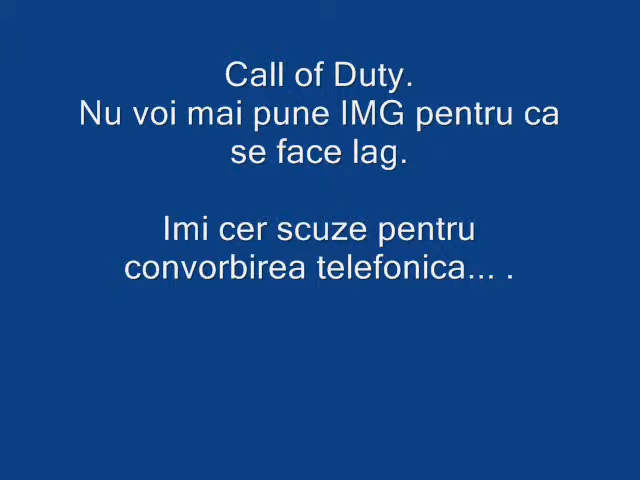 Call of Duty.
Nu voi mai pune IMG pentru ca
se face lag.
Imi cer scuze pentru
convorbirea telefonica... .